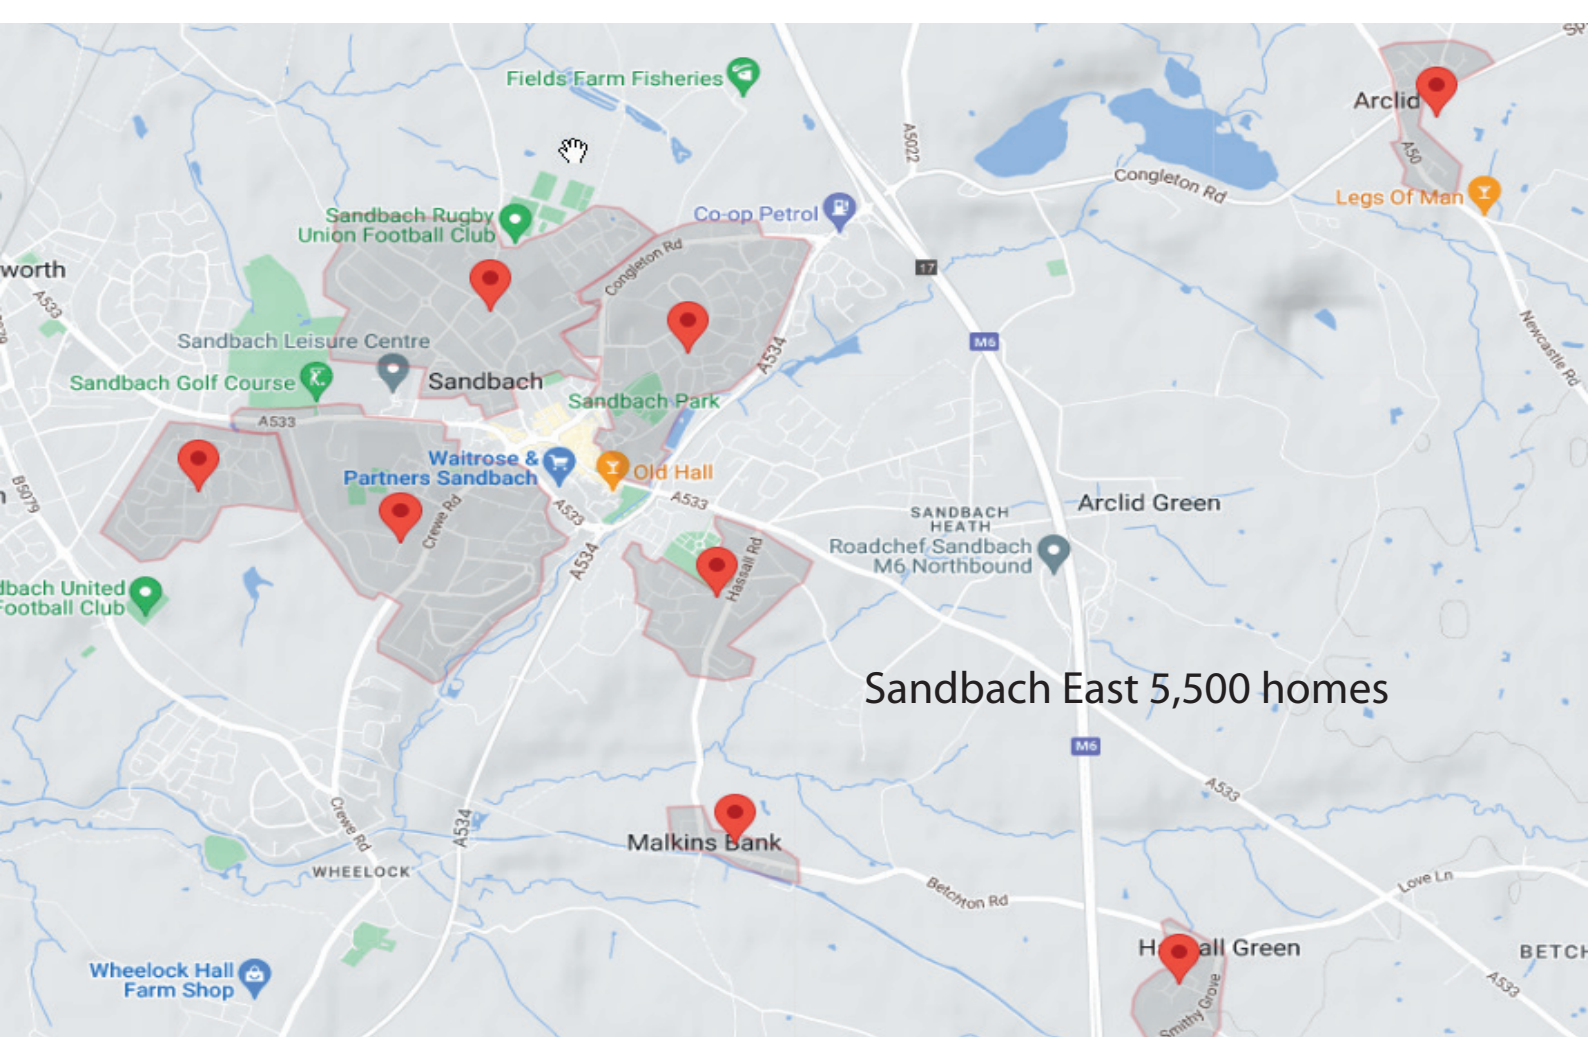 Fields Farm Fisheries
Arclid
A5022
A50
Congleton Rd
Legs Of Man
Sandbach Rugby
Union Football Club
Co-op Petrol
Congleton Rd
worth
A533
17
Sandbach Leisure Centre
M6
A534
Newcastle Rd
Sandbach Golf Course
Sandbach
Sandbach Park
A533
Waitrose &
Partners Sandbach
Old Hall
B5079
Crewe Rd
A533
A533
SANDBACH
HEATH
Arclid Green
Roadchef Sandbach
M6 Northbound
A534
Hassall Rd
dbach United
Football Club
Sandbach East 5,500 homes
M6
A533
Crewe Rd
A534
Malkins Bank
WHEELOCK
Betchton Rd
Love Ln
Hassall Green
BETCH
Wheelock Hall
Farm Shop
A533
Smithy Grove